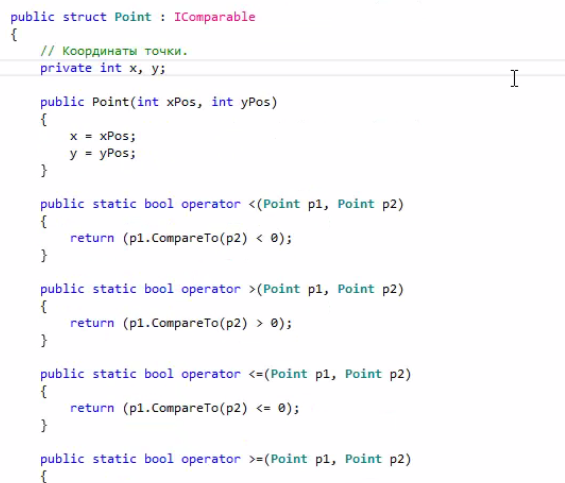 public struct Point : IComparable
{
// Координаты точки.
private int x, y;
public Point(int xPos, int yPos)
{
x = xPos;
y = yPos;
}
public static bool operator <(Point p1, Point p2)
{
return (p1.CompareTo(p2) < 0);
}
public static bool operator >(Point p1, Point p2)
{
return (p1.CompareTo(p2) > 0);
}
public static bool operator <=(Point p1, Point p2)
{
return (p1.CompareTo(p2) <= 0);
}
public static bool operator >=(Point p1, Point p2)
{